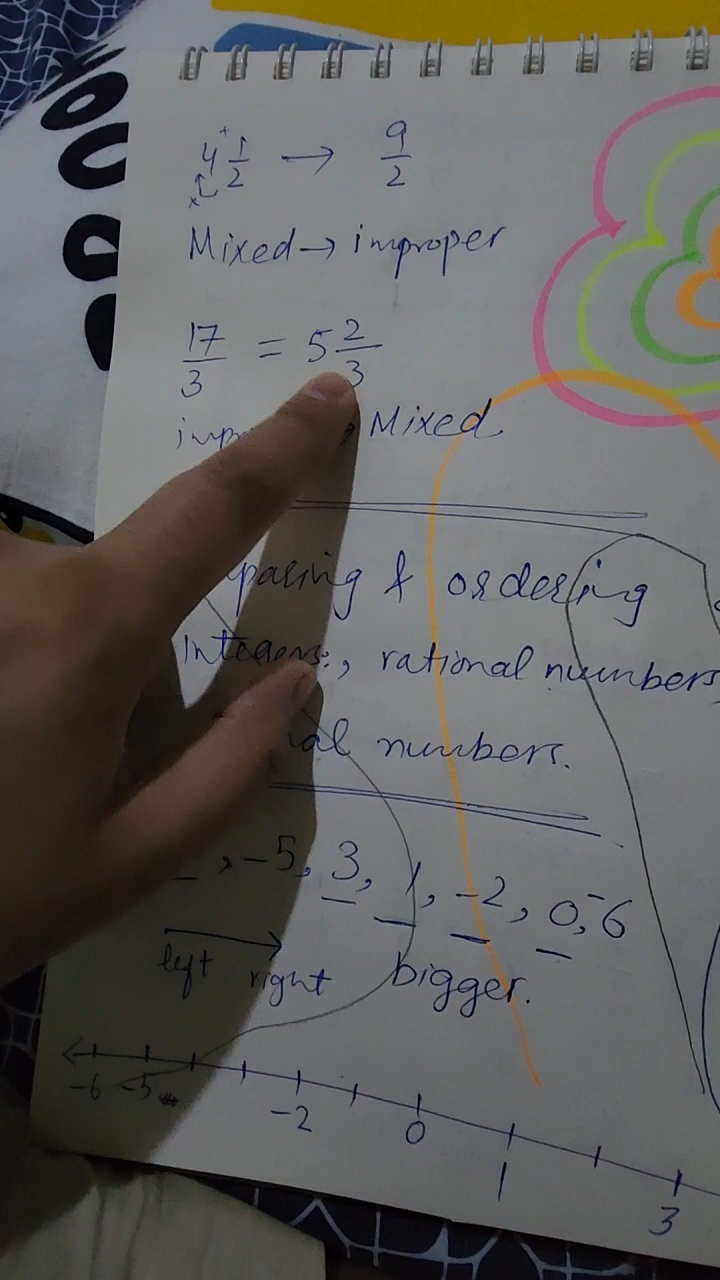 4 1/2 → 9/2
Mixed → improper
17/3 = 5 2/3
Mixed
& ordering
Integers:, rational numbers,
numbers.
, -5, 3, 1, -2, 0, -6
left right bigger.
-6 -5 -2 0 1 3